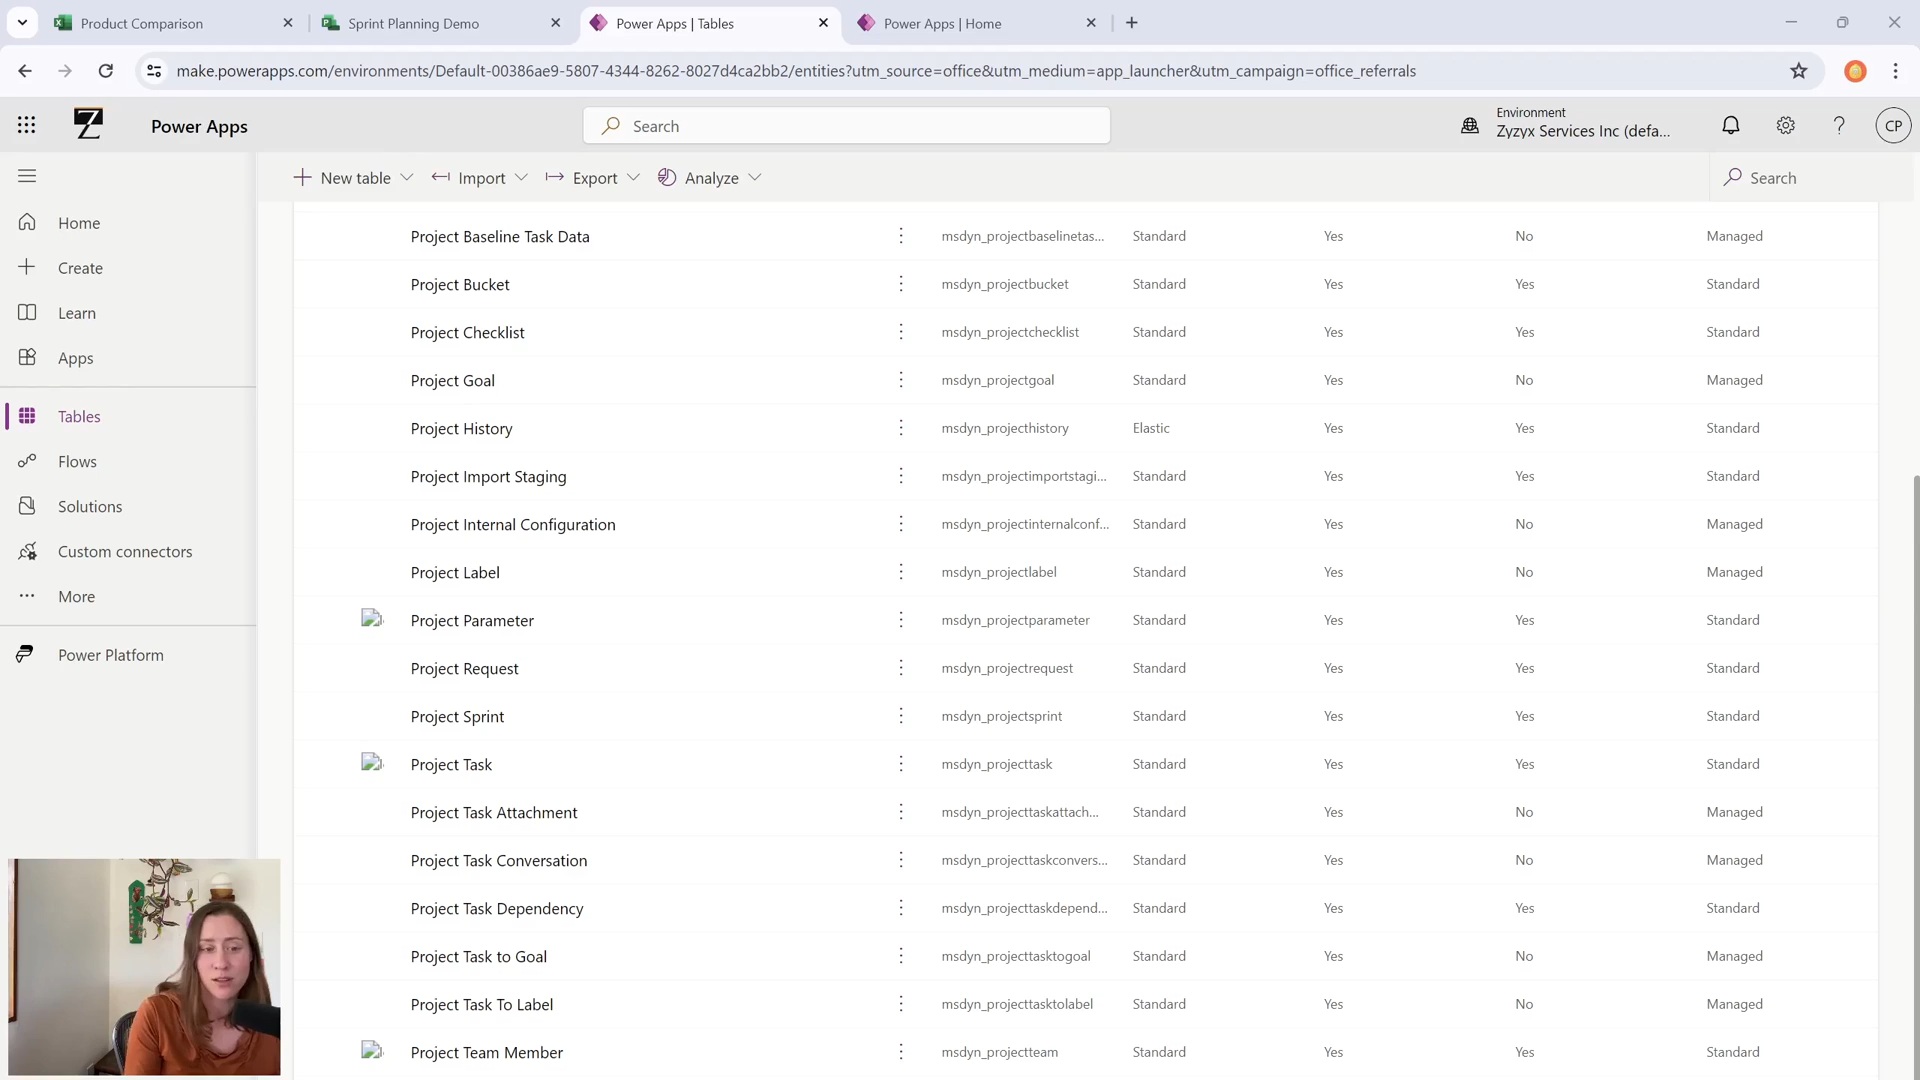 Product Comparison
Sprint Planning Demo
Power Apps | Tables
Power Apps | Home
make.powerapps.com/environments/Default-00386ae9-5807-4344-8262-8027d4ca2bb2/entities?utm_source=office&utm_medium=app_launcher&utm_campaign=office_referrals
Z
Power Apps
Search
Environment
Zyzyx Services Inc (defa...
CP
New table
Import
Export
Analyze
Search
Home
Create
Learn
Apps
Tables
Flows
Solutions
Custom connectors
More
Power Platform
Project Baseline Task Data msdyn_projectbaselinetas... Standard Yes No Managed
Project Bucket msdyn_projectbucket Standard Yes Yes Standard
Project Checklist msdyn_projectchecklist Standard Yes Yes Standard
Project Goal msdyn_projectgoal Standard Yes No Managed
Project History msdyn_projecthistory Elastic Yes Yes Standard
Project Import Staging msdyn_projectimportstagi... Standard Yes Yes Standard
Project Internal Configuration msdyn_projectinternalconf... Standard Yes No Managed
Project Label msdyn_projectlabel Standard Yes No Managed
Project Parameter msdyn_projectparameter Standard Yes Yes Standard
Project Request msdyn_projectrequest Standard Yes Yes Standard
Project Sprint msdyn_projectsprint Standard Yes Yes Standard
Project Task msdyn_projecttask Standard Yes Yes Standard
Project Task Attachment msdyn_projecttaskattach... Standard Yes No Managed
Project Task Conversation msdyn_projecttaskconvers... Standard Yes No Managed
Project Task Dependency msdyn_projecttaskdepend... Standard Yes Yes Standard
Project Task to Goal msdyn_projecttasktogoal Standard Yes No Managed
Project Task To Label msdyn_projecttasktolabel Standard Yes No Managed
Project Team Member msdyn_projectteam Standard Yes Yes Standard